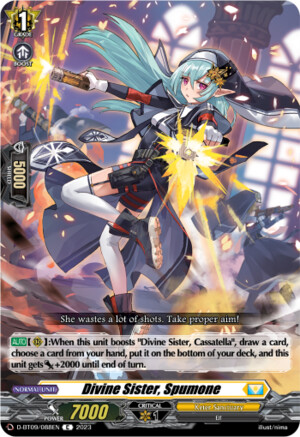 1
GRADE
BOOST
5000
SHIELD
She wastes a lot of shots. Take proper aim!
AUTO【 】:When this unit boosts "Divine Sister, Cassatella", draw a card,
choose a card from your hand, put it on the bottom of your deck, and this
unit gets +2000 until end of turn.
NORMAL UNIT
Divine Sister, Spumone
D-BT09/088EN C 2023
illust/nima
POWER 7000
CRITICAL
1
Elf